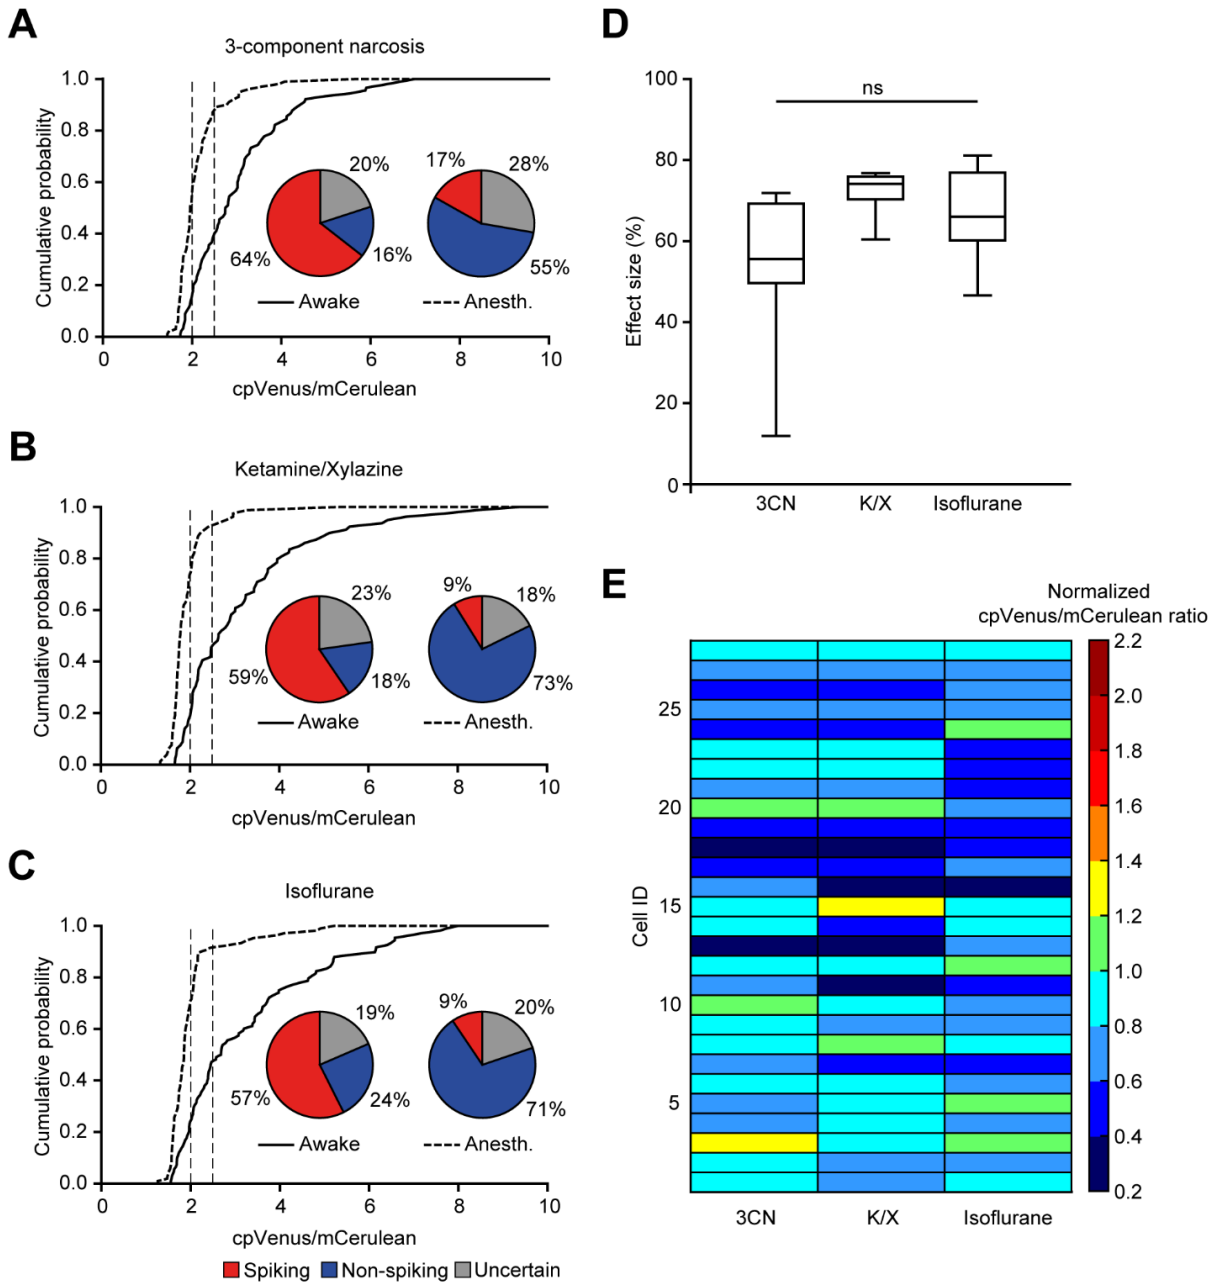 A
3-component narcosis
Cumulative probability
1.0
0.8
0.6
0.4
0.2
0.0
0
2
4
6
8
10
cpVenus/mCerulean
20%
64%
16%
17%
28%
55%
Awake
Anesth.
B
Ketamine/Xylazine
Cumulative probability
1.0
0.8
0.6
0.4
0.2
0.0
0
2
4
6
8
10
cpVenus/mCerulean
23%
59%
18%
9%
18%
73%
Awake
Anesth.
C
Isoflurane
Cumulative probability
1.0
0.8
0.6
0.4
0.2
0.0
0
2
4
6
8
10
cpVenus/mCerulean
19%
57%
24%
9%
20%
71%
Awake
Anesth.
Spiking
Non-spiking
Uncertain
D
Effect size (%)
100
80
60
40
20
0
ns
3CN
K/X
Isoflurane
E
Normalized
cpVenus/mCerulean ratio
Cell ID
25
20
15
10
5
3CN
K/X
Isoflurane
2.2
2.0
1.8
1.6
1.4
1.2
1.0
0.8
0.6
0.4
0.2